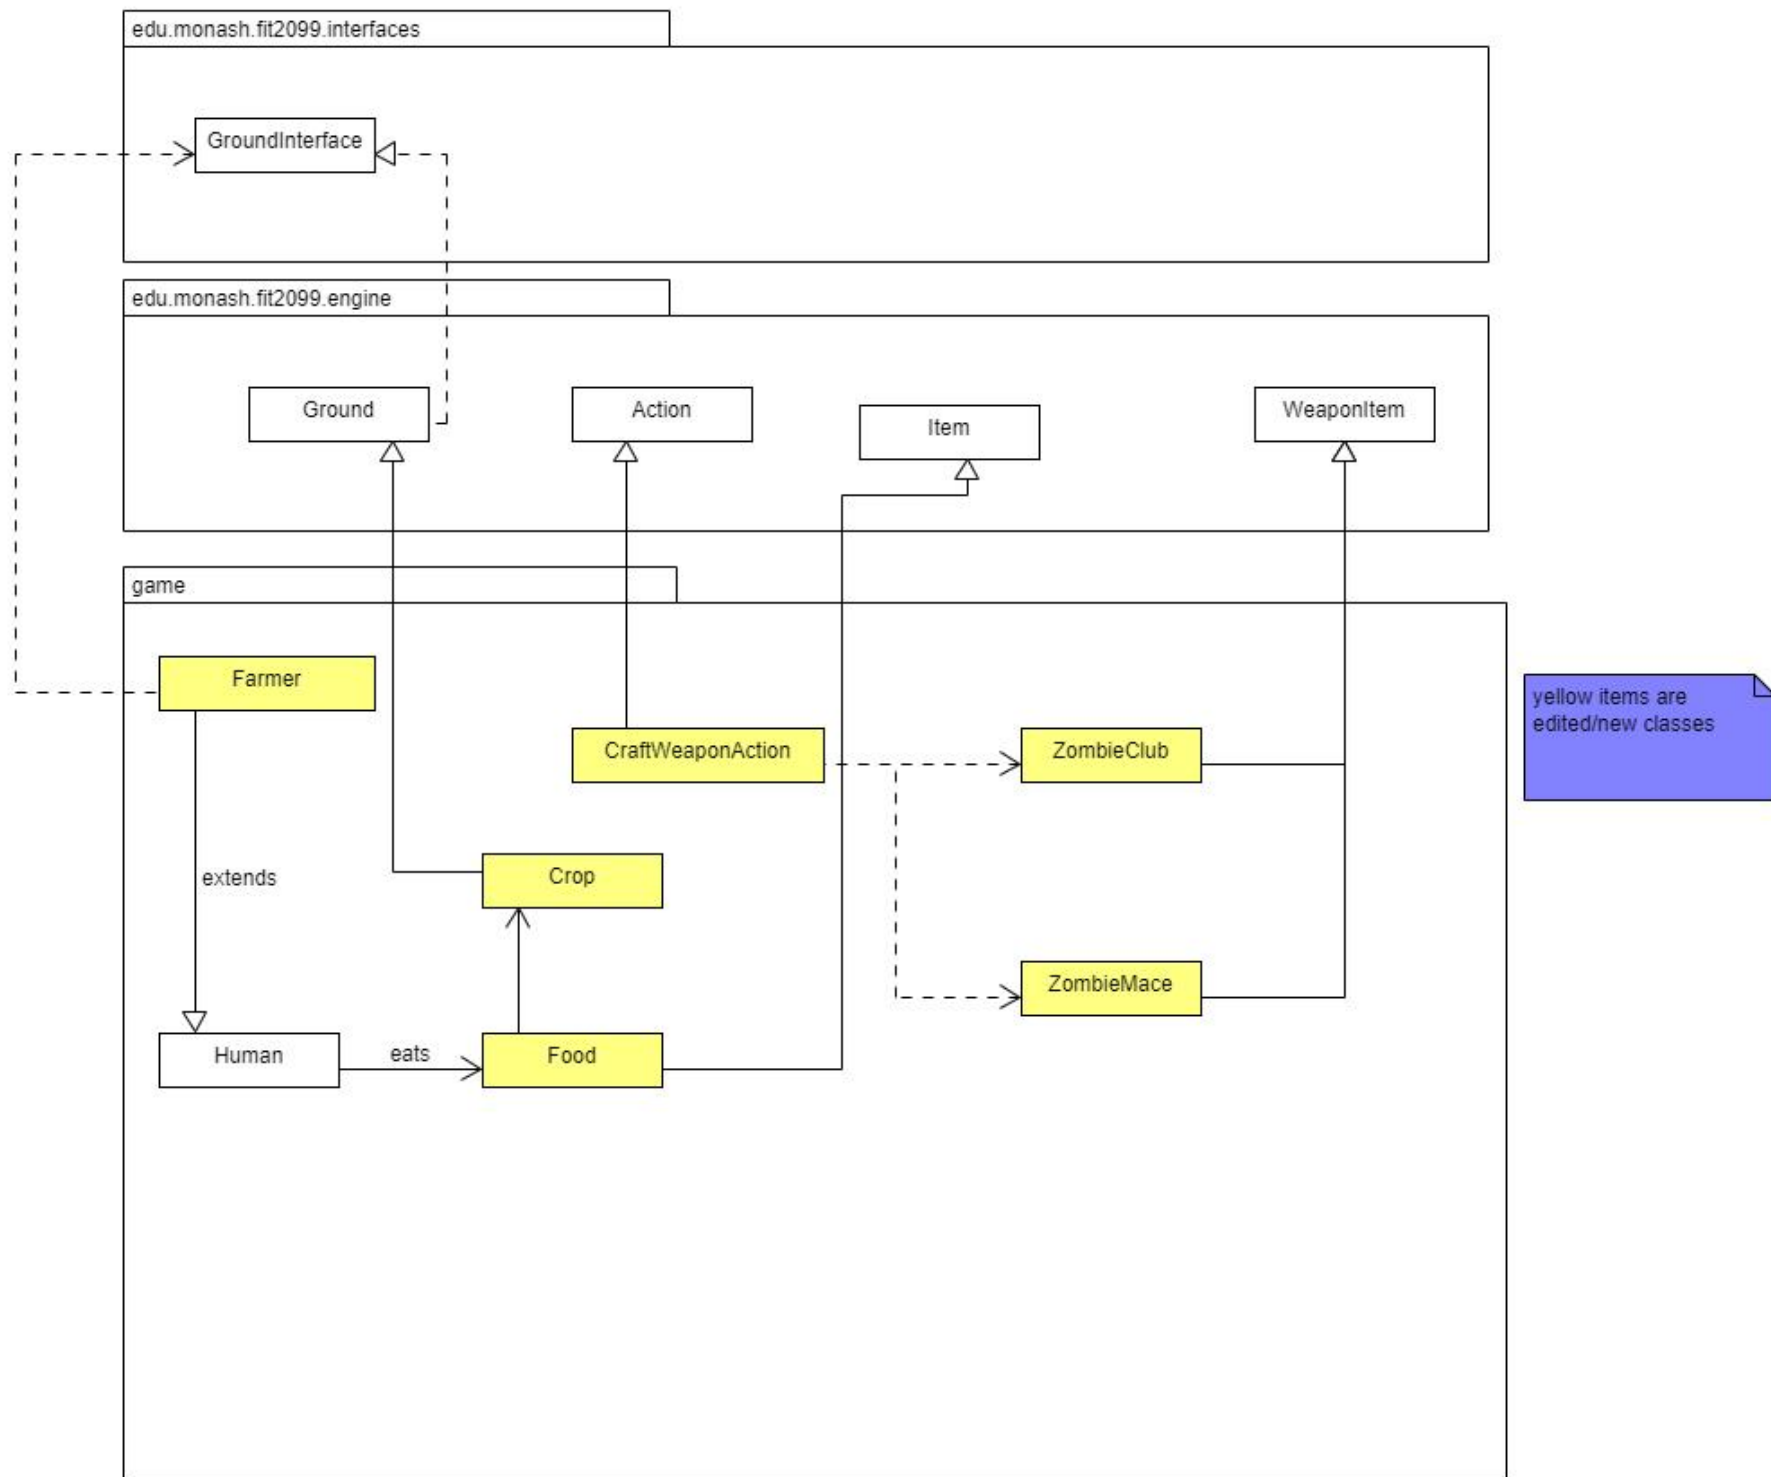 edu.monash.fit2099.interfaces
GroundInterface
edu.monash.fit2099.engine
Ground
Action
Item
WeaponItem
game
Farmer
yellow items are
edited/new classes
CraftWeaponAction
ZombieClub
extends
Crop
ZombieMace
Human
eats
Food